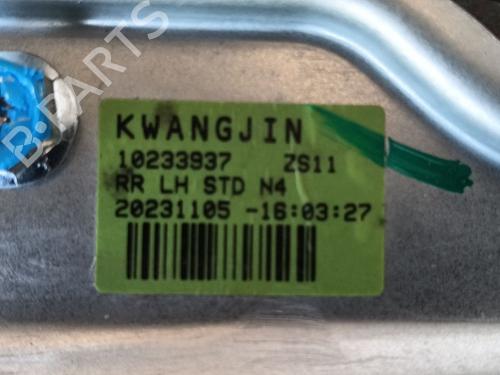 B-PARTS
KWANGJIN
10233937 ZS11
RR LH STD N4
20231105 -16:03:27